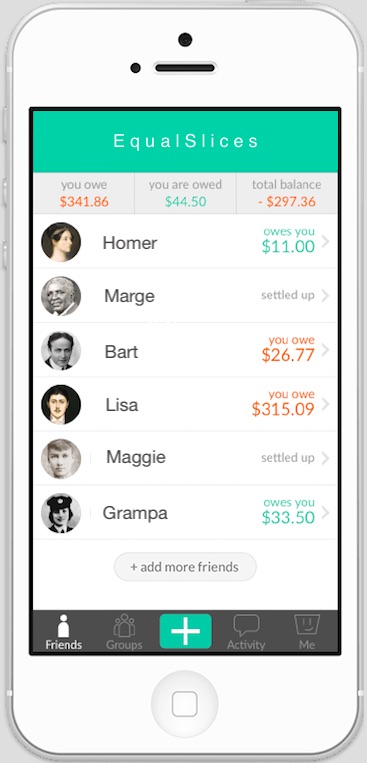 EqualSlices
you owe you are owed total balance
$341.86 $44.50 - $297.36
Homer owes you
$11.00
Marge settled up
Bart you owe
$26.77
Lisa you owe
$315.09
Maggie settled up
Grampa owes you
$33.50
+ add more friends
Friends Groups Activity Me